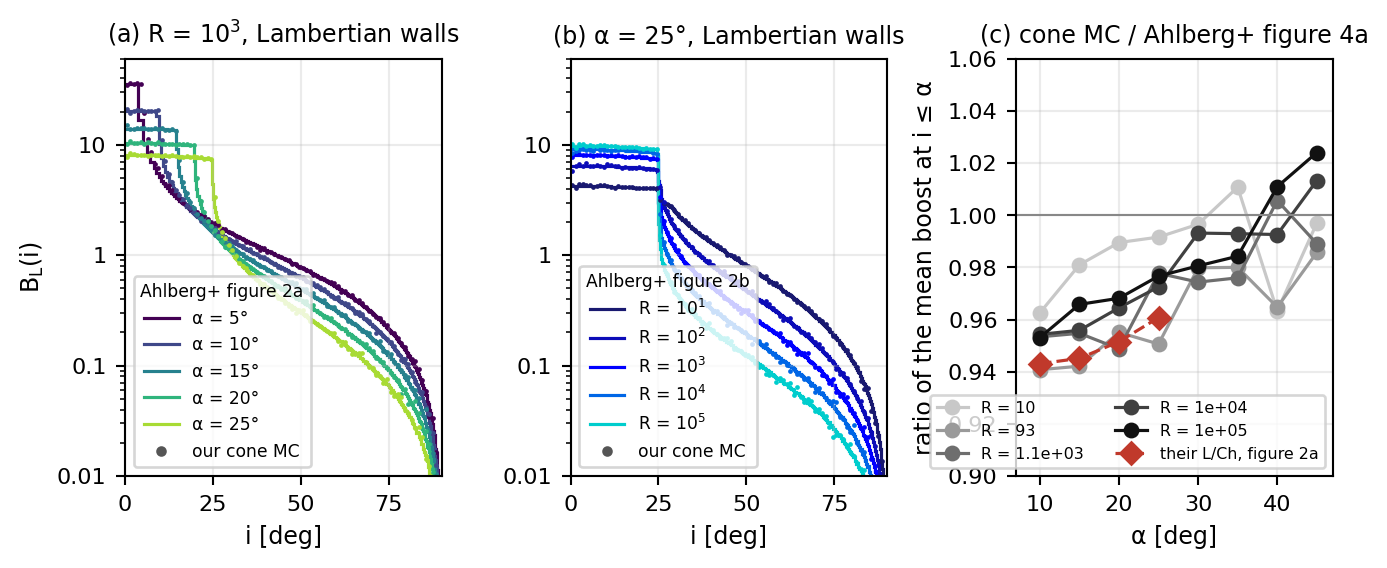 (a) R = 10³, Lambertian walls
B_L(i)
10
1
0.1
0.01
Ahlberg+ figure 2a
α = 5°
α = 10°
α = 15°
α = 20°
α = 25°
our cone MC
0 25 50 75
i [deg]
(b) α = 25°, Lambertian walls
10
1
0.1
0.01
Ahlberg+ figure 2b
R = 10¹
R = 10²
R = 10³
R = 10⁴
R = 10⁵
our cone MC
0 25 50 75
i [deg]
(c) cone MC / Ahlberg+ figure 4a
ratio of the mean boost at i ≤ α
1.06
1.04
1.02
1.00
0.98
0.96
0.94
0.92
0.90
R = 10
R = 93
R = 1.1e+03
R = 1e+04
R = 1e+05
their L/Ch, figure 2a
10 20 30 40
α [deg]